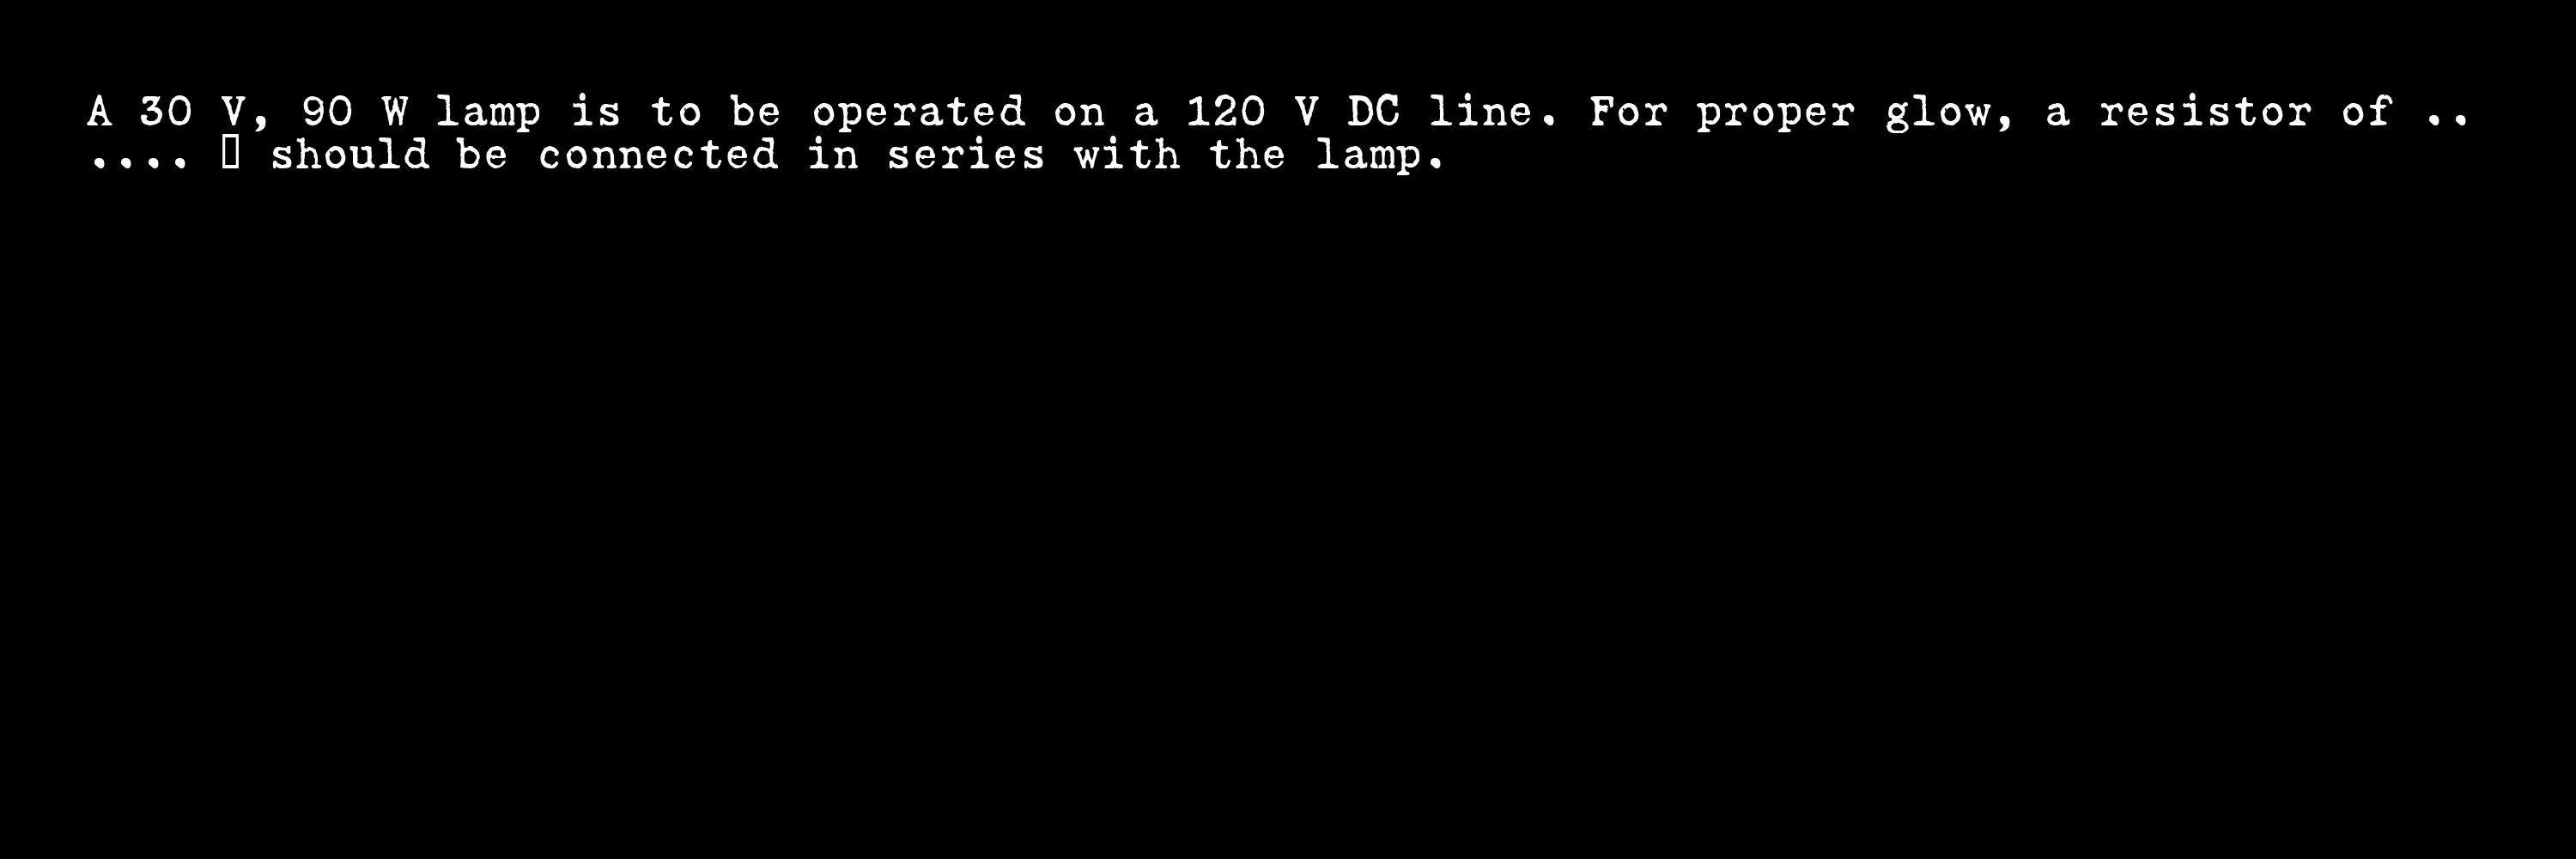 A 30 V, 90 W lamp is to be operated on a 120 V DC line. For proper glow, a resistor of ..
.... should be connected in series with the lamp.